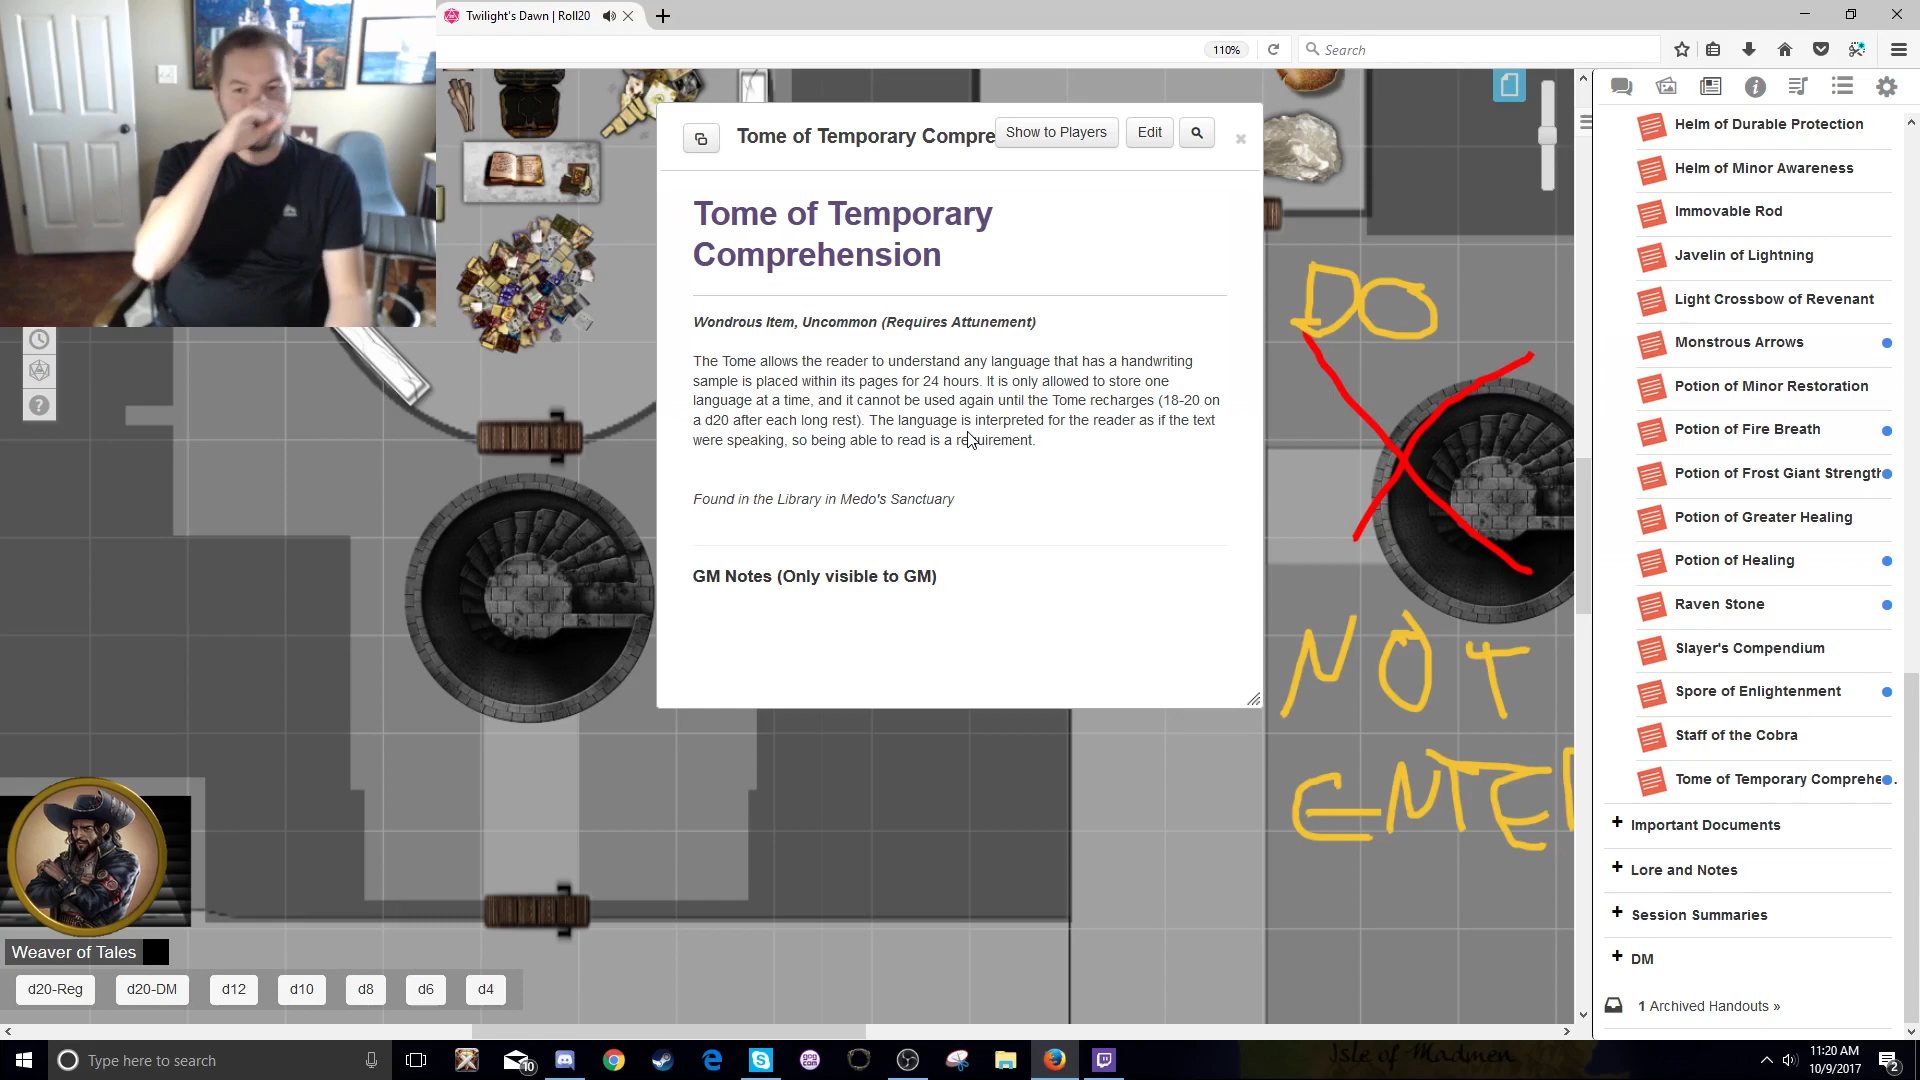 Twilight's Dawn | Roll20
110%
Search
Tome of Temporary Compre
Show to Players
Edit
Tome of Temporary
Comprehension
Wondrous Item, Uncommon (Requires Attunement)
The Tome allows the reader to understand any language that has a handwriting
sample is placed within its pages for 24 hours. It is only allowed to store one
language at a time, and it cannot be used again until the Tome recharges (18-20 on
a d20 after each long rest). The language is interpreted for the reader as if the text
were speaking, so being able to read is a requirement.
Found in the Library in Medo's Sanctuary
GM Notes (Only visible to GM)
DO
NOT
ENTE
Helm of Durable Protection
Helm of Minor Awareness
Immovable Rod
Javelin of Lightning
Light Crossbow of Revenant
Monstrous Arrows
Potion of Minor Restoration
Potion of Fire Breath
Potion of Frost Giant Strength
Potion of Greater Healing
Potion of Healing
Raven Stone
Slayer's Compendium
Spore of Enlightenment
Staff of the Cobra
Tome of Temporary Comprehe...
+ Important Documents
+ Lore and Notes
+ Session Summaries
+ DM
1 Archived Handouts »
Weaver of Tales
d20-Reg
d20-DM
d12
d10
d8
d6
d4
Type here to search
10
gog
com
Isle of Madmen
11:20 AM
10/9/2017
2